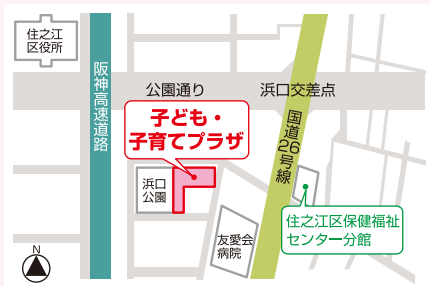 住之江
区役所
阪神高速道路
公園通り
浜口交差点
子ども・
子育てプラザ
国道26号線
浜口
公園
住之江区保健福祉
センター分館
友愛会
病院
N